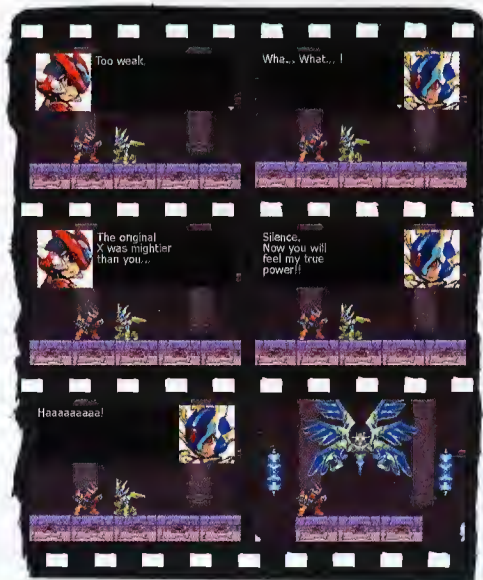 Too weak.
Wha... What... !
The original
X was mightier
than you...
Silence.
Now you will
feel my true
power!!
Haaaaaaaaa!